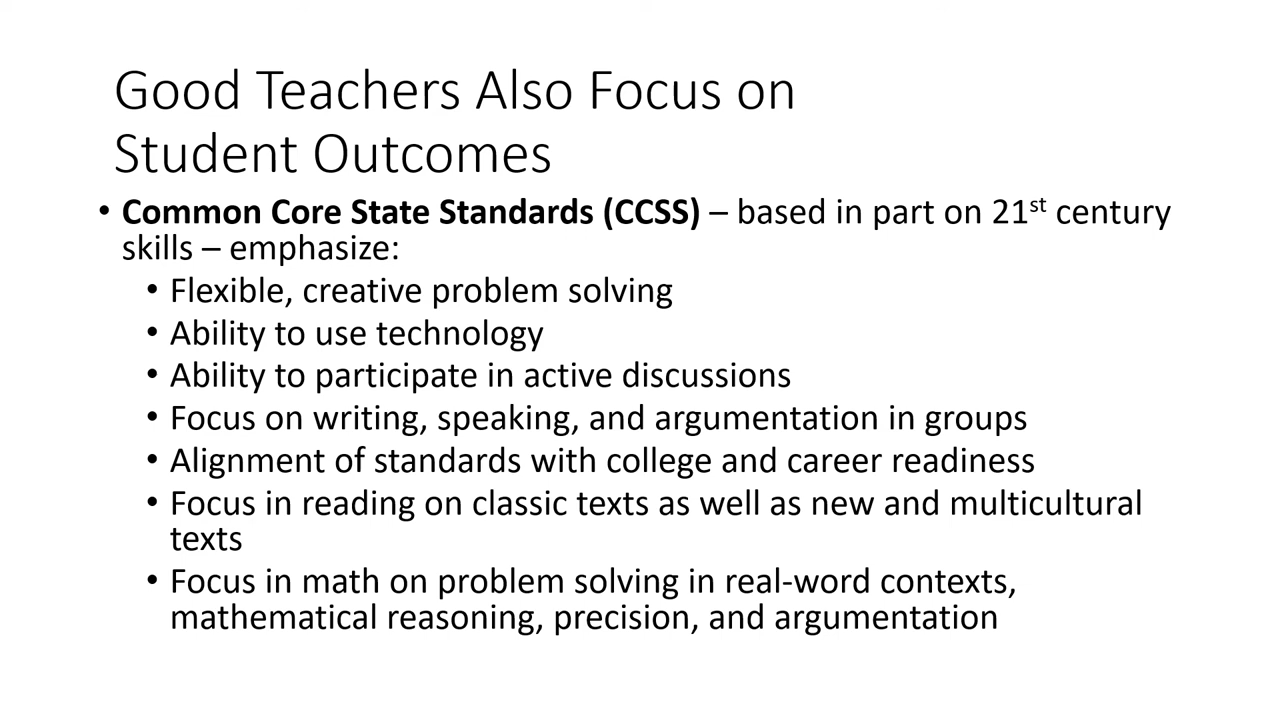 Good Teachers Also Focus on
Student Outcomes
• Common Core State Standards (CCSS) – based in part on 21st century
skills – emphasize:
• Flexible, creative problem solving
• Ability to use technology
• Ability to participate in active discussions
• Focus on writing, speaking, and argumentation in groups
• Alignment of standards with college and career readiness
• Focus in reading on classic texts as well as new and multicultural
texts
• Focus in math on problem solving in real-word contexts,
mathematical reasoning, precision, and argumentation